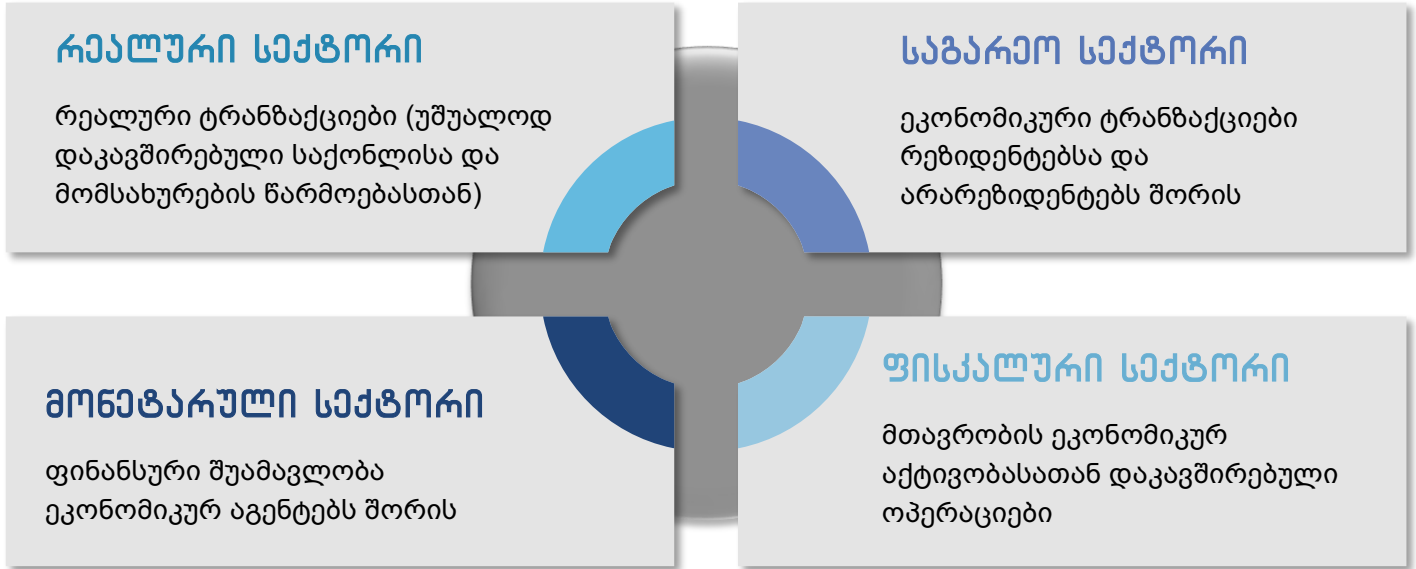 რეალური სექტორი
რეალური ტრანზაქციები (უშუალოდ
დაკავშირებული საქონლისა და
მომსახურების წარმოებასთან)
საგარეო სექტორი
ეკონომიკური ტრანზაქციები
რეზიდენტებსა და
არარეზიდენტებს შორის
მონეტარული სექტორი
ფინანსური შუამავლობა
ეკონომიკურ აგენტებს შორის
ფისკალური სექტორი
მთავრობის ეკონომიკურ
აქტივობასათან დაკავშირებული
ოპერაციები